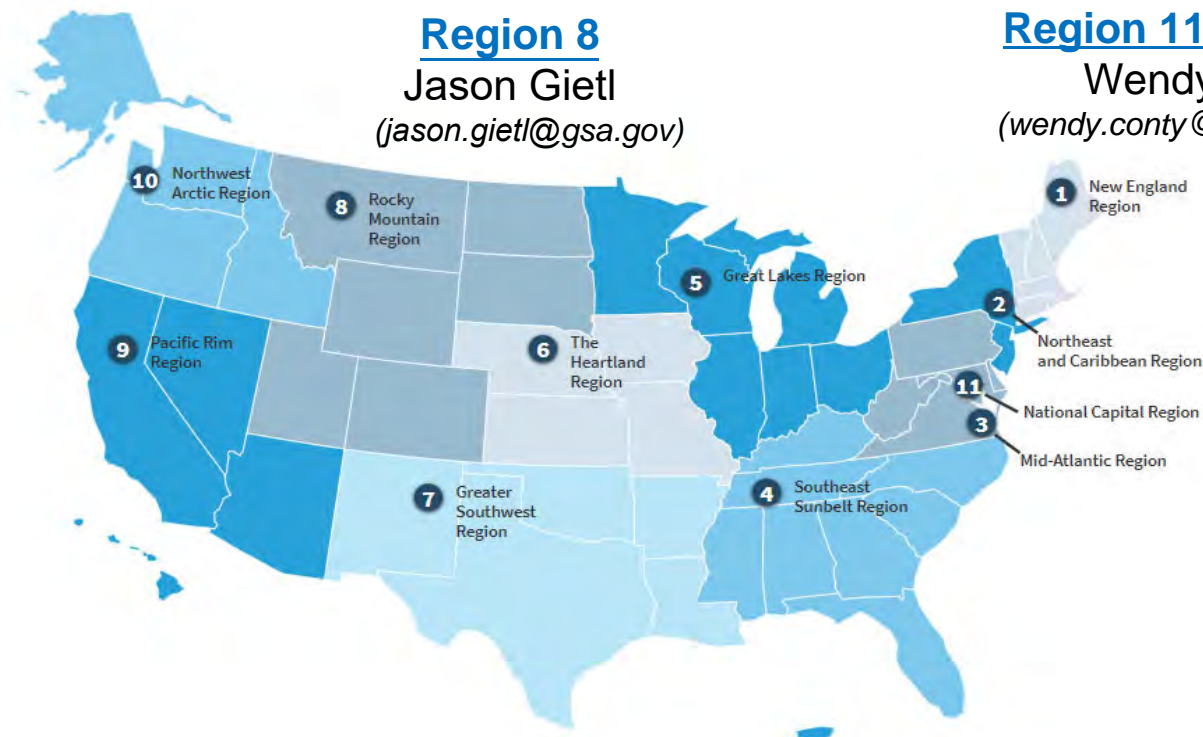 Region 8
Jason Gietl
(jason.gietl@gsa.gov)
Region 11
Wendy
(wendy.conty@
10
Northwest
Arctic Region
8
Rocky
Mountain
Region
1
New England
Region
5
Great Lakes Region
2
Northeast
and Caribbean Region
9
Pacific Rim
Region
6
The
Heartland
Region
11
National Capital Region
3
Mid-Atlantic Region
7
Greater
Southwest
Region
4
Southeast
Sunbelt Region